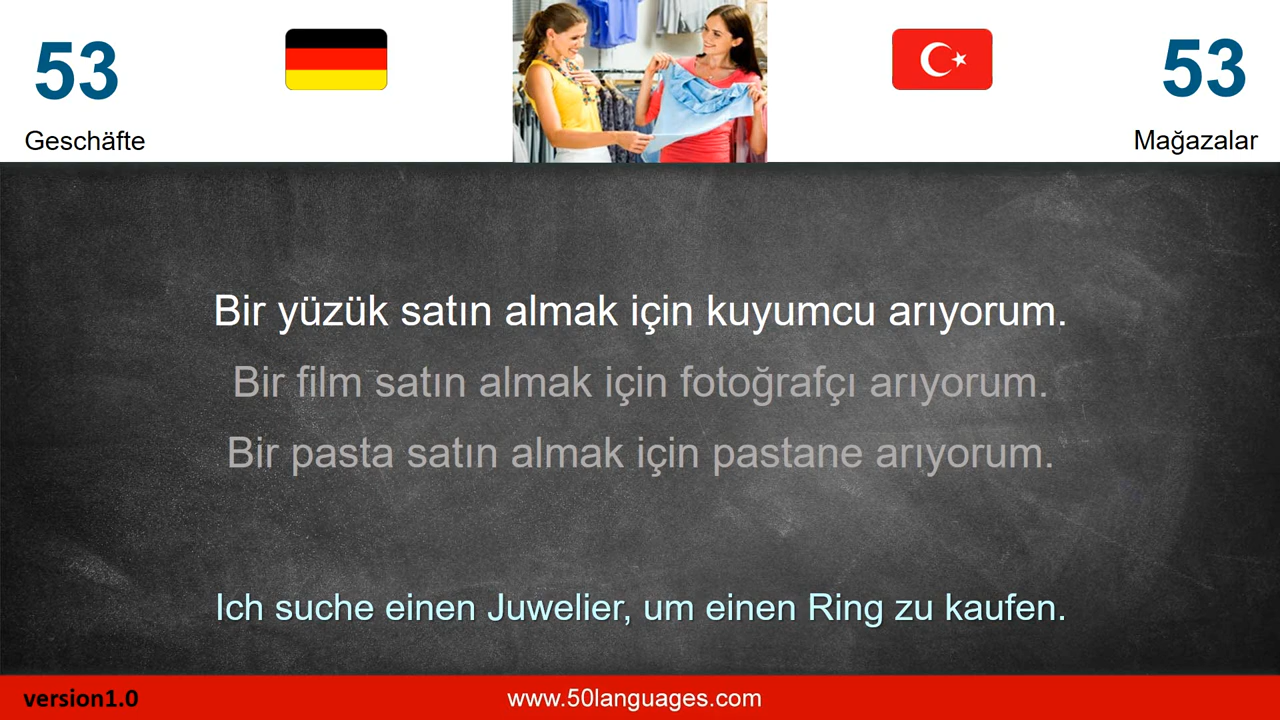 53
53
Geschäfte
Mağazalar
Bir yüzük satın almak için kuyumcu arıyorum.
Bir film satın almak için fotoğrafçı arıyorum.
Bir pasta satın almak için pastane arıyorum.
Ich suche einen Juwelier, um einen Ring zu kaufen.
version1.0
www.50languages.com